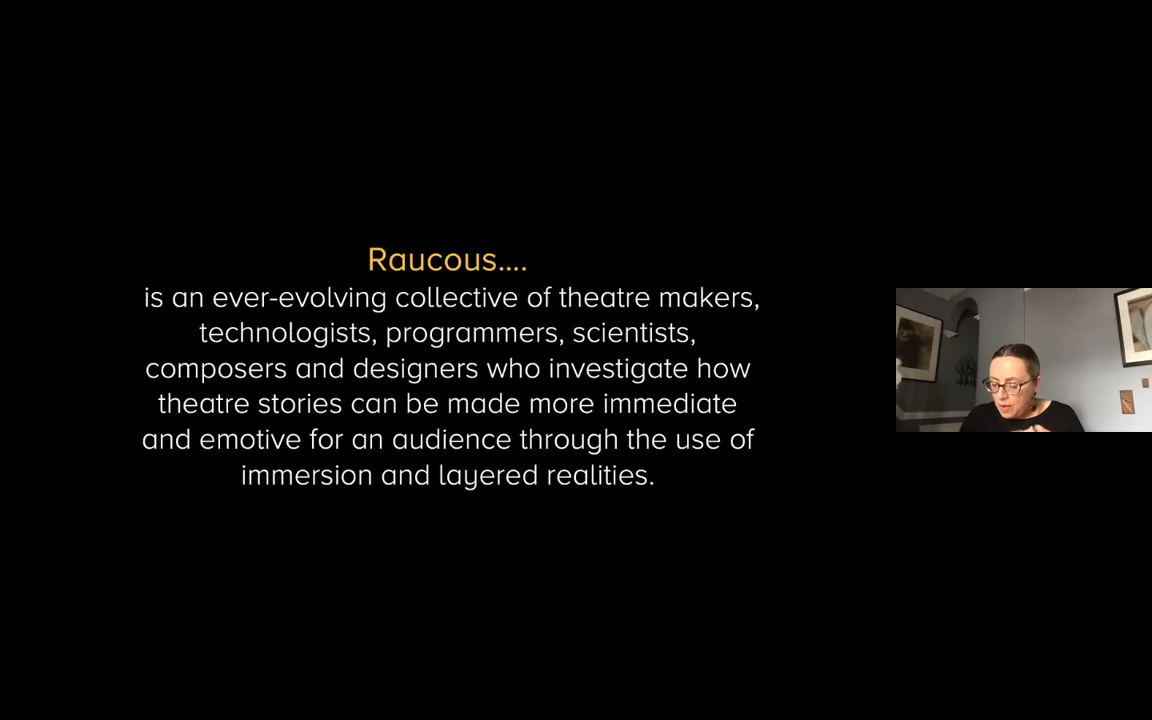 Raucous....
is an ever-evolving collective of theatre makers,
technologists, programmers, scientists,
composers and designers who investigate how
theatre stories can be made more immediate
and emotive for an audience through the use of
immersion and layered realities.